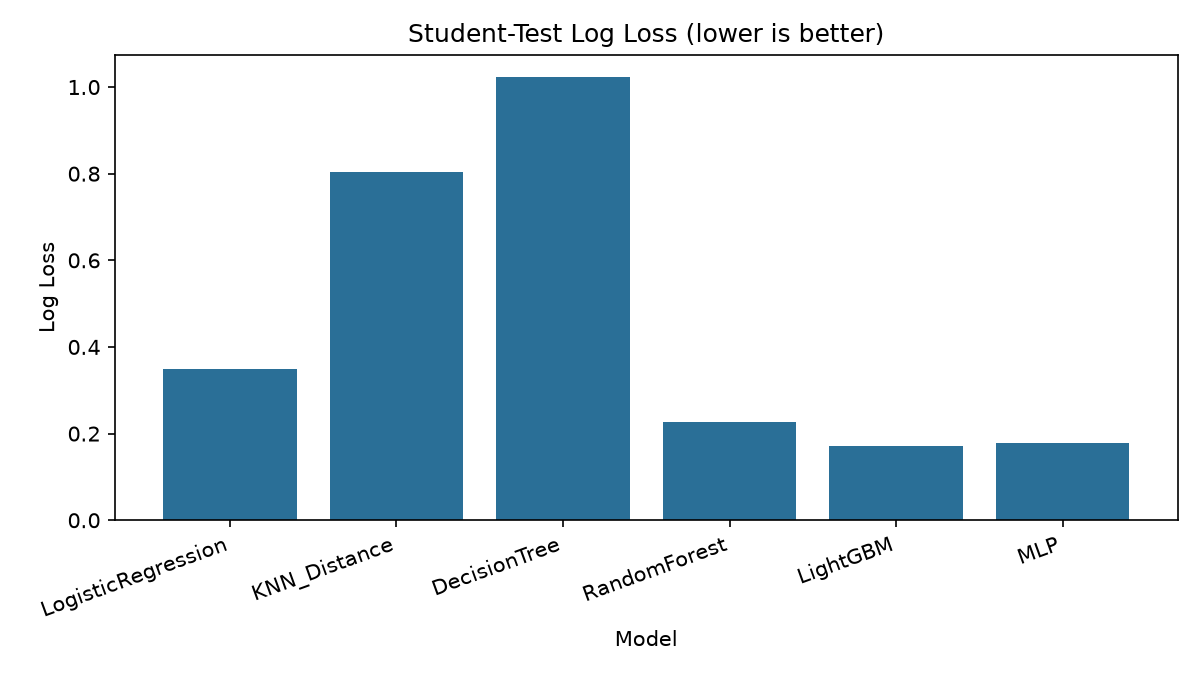 Student-Test Log Loss (lower is better)
Log Loss
1.0
0.8
0.6
0.4
0.2
0.0
LogisticRegression
KNN_Distance
DecisionTree
RandomForest
LightGBM
MLP
Model